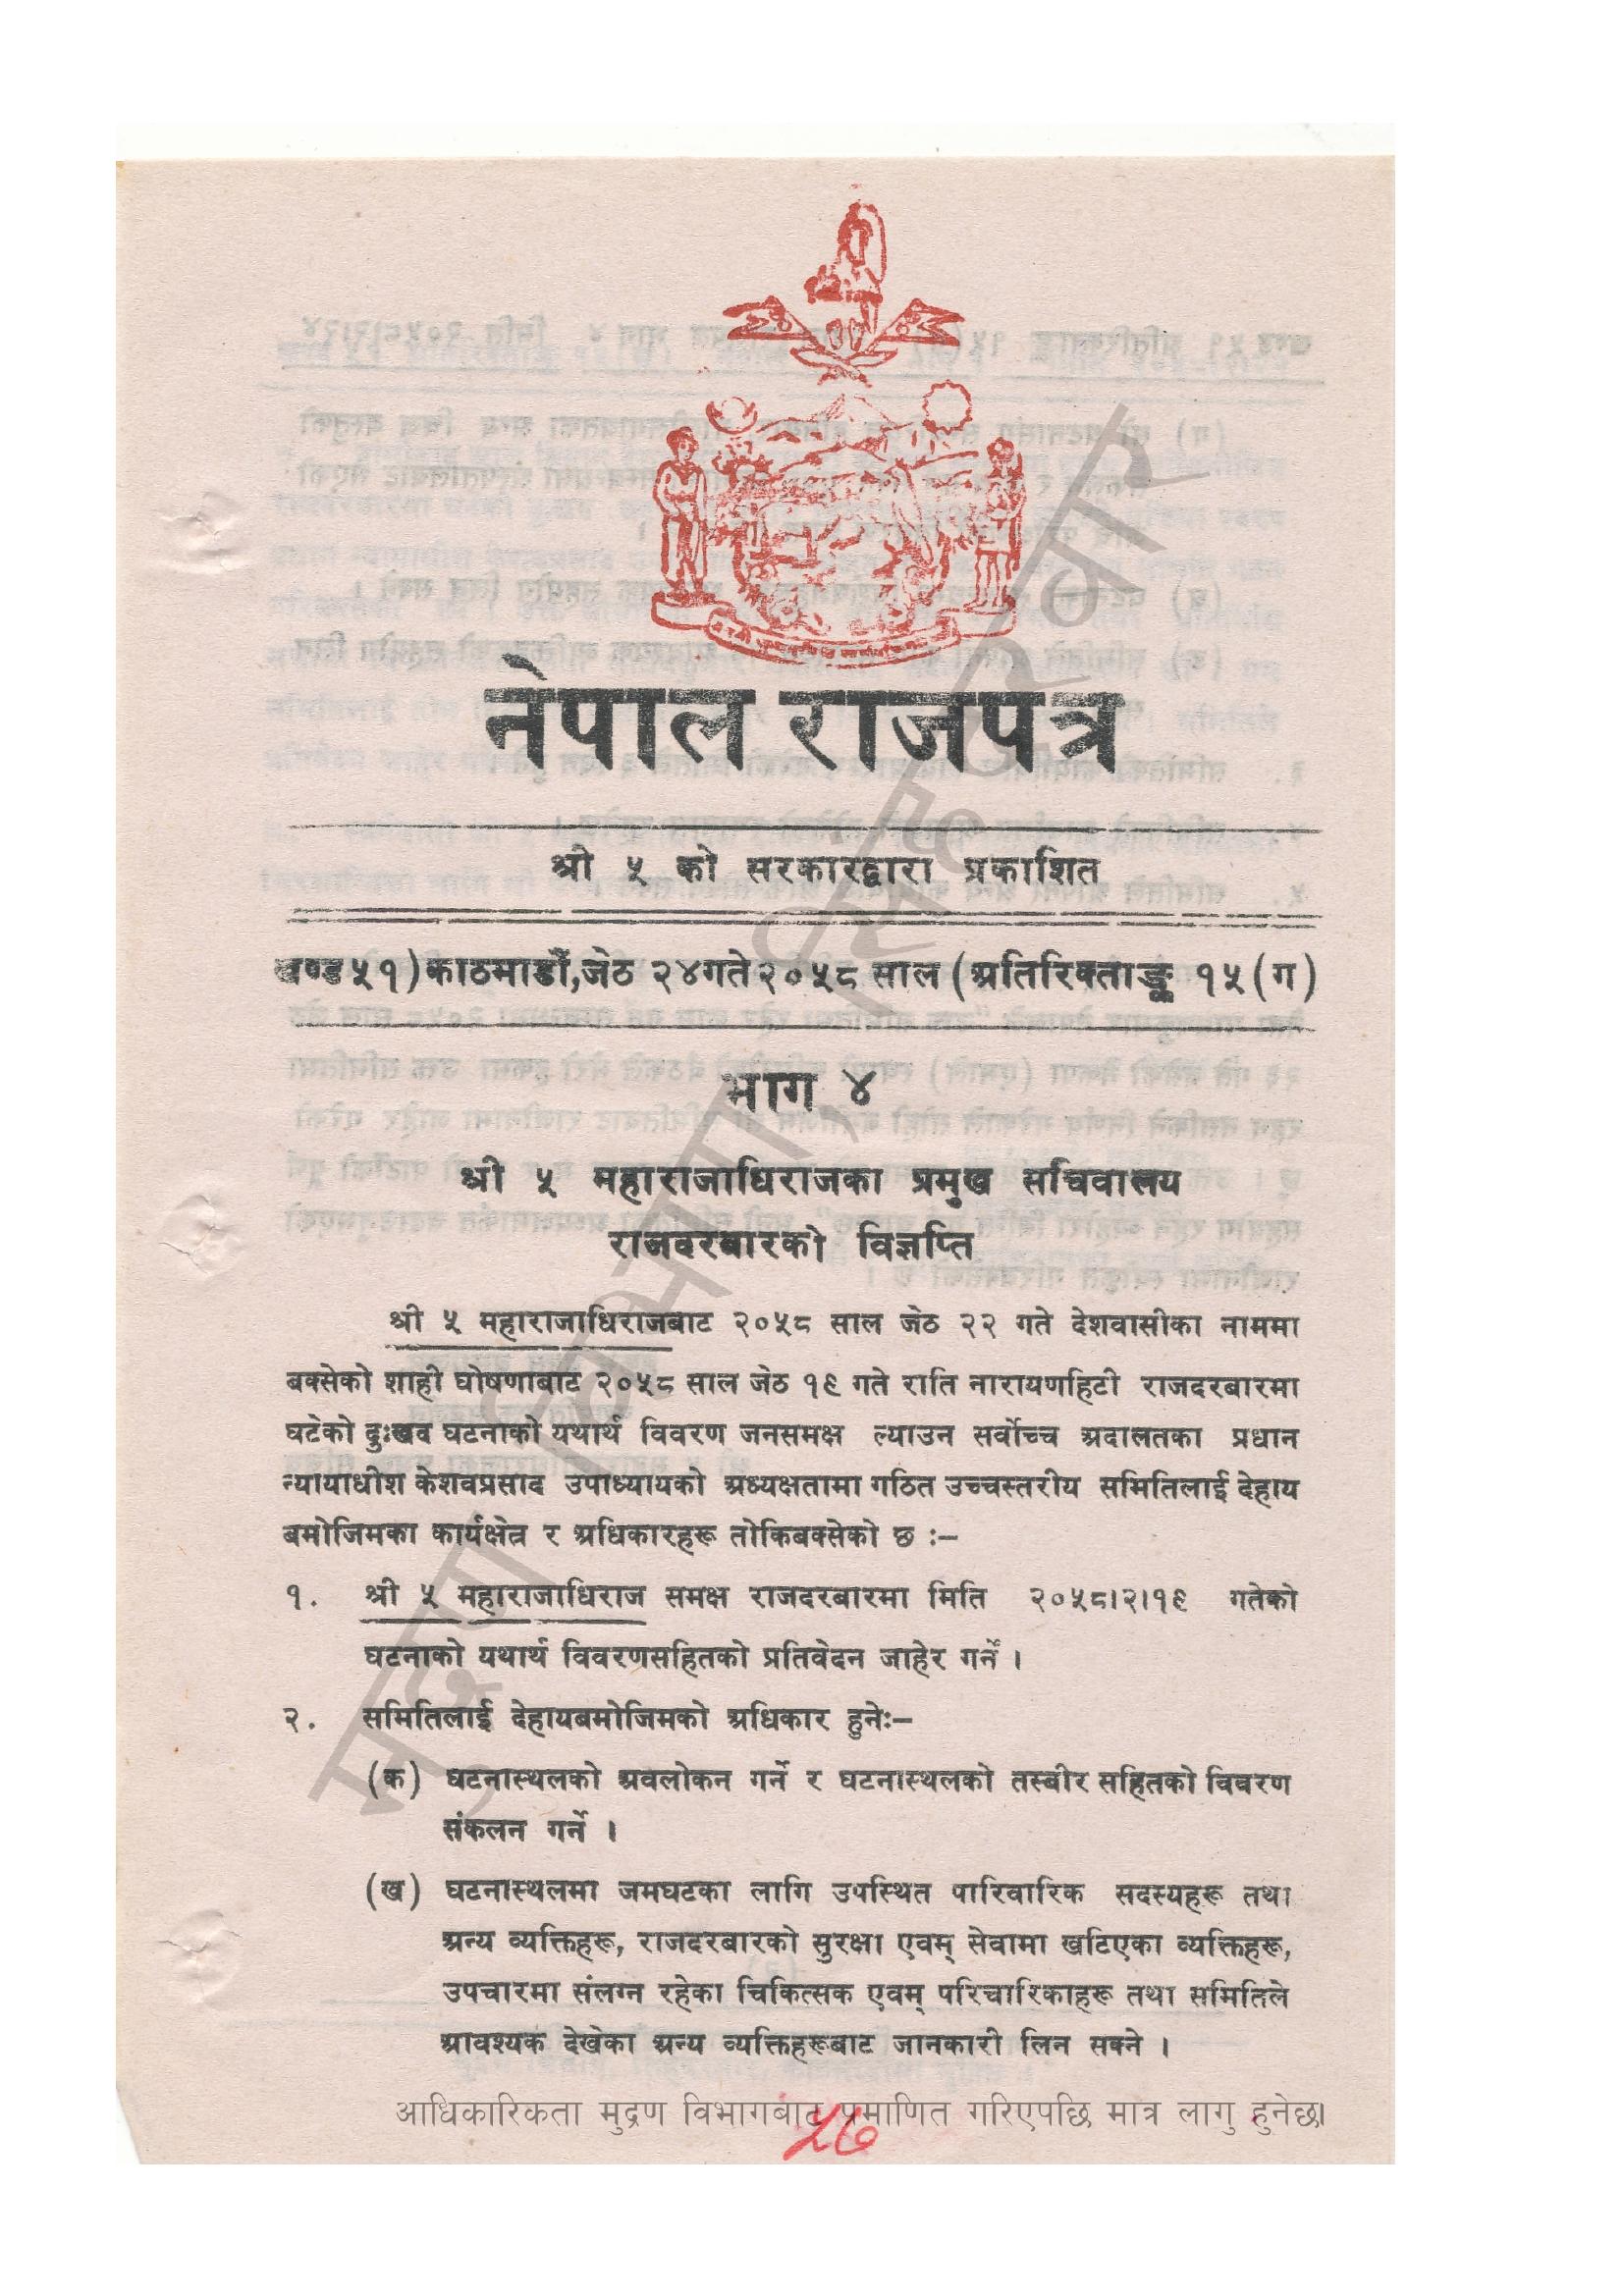 नेपाल राजपत्र
श्री ५ को सरकारद्वारा प्रकाशित
खण्ड ५१) काठमाडौँ, जेठ २४ गते २०५८ साल (अतिरिक्ताङ्क १५ (ग)
भाग ४
श्री ५ महाराजाधिराजका प्रमुख सचिवालय
राजदरबारको विज्ञप्ति
श्री ५ महाराजाधिराजबाट २०५८ साल जेठ २२ गते देशवासीका नाममा
बक्सेको शाही घोषणाबाट २०५८ साल जेठ १९ गते राति नारायणहिटी राजदरबारमा
घटेको दुःखद घटनाको यथार्थ विवरण जनसमक्ष ल्याउन सर्वोच्च अदालतका प्रधान
न्यायाधीश केशवप्रसाद उपाध्यायको अध्यक्षतामा गठित उच्चस्तरीय समितिलाई देहाय
बमोजिमका कार्यक्षेत्र र अधिकारहरू तोकिबक्सेको छ :–
१. श्री ५ महाराजाधिराज समक्ष राजदरबारमा मिति २०५८।२।१९ गतेको
घटनाको यथार्थ विवरणसहितको प्रतिवेदन जाहेर गर्ने ।
२. समितिलाई देहायबमोजिमको अधिकार हुनेः–
(क) घटनास्थलको अवलोकन गर्ने र घटनास्थलको तस्बीर सहितको विवरण
संकलन गर्ने ।
(ख) घटनास्थलमा जमघटका लागि उपस्थित पारिवारिक सदस्यहरू तथा
अन्य व्यक्तिहरू, राजदरबारको सुरक्षा एवम् सेवामा खटिएका व्यक्तिहरू,
उपचारमा संलग्न रहेका चिकित्सक एवम् परिचारिकाहरू तथा समितिले
आवश्यक देखेका अन्य व्यक्तिहरूबाट जानकारी लिन सक्ने ।
आधिकारिकता मुद्रण विभागबाट प्रमाणित गरिएपछि मात्र लागु हुनेछ।
५७
मुद्रण विभाग, सिंहदरबार